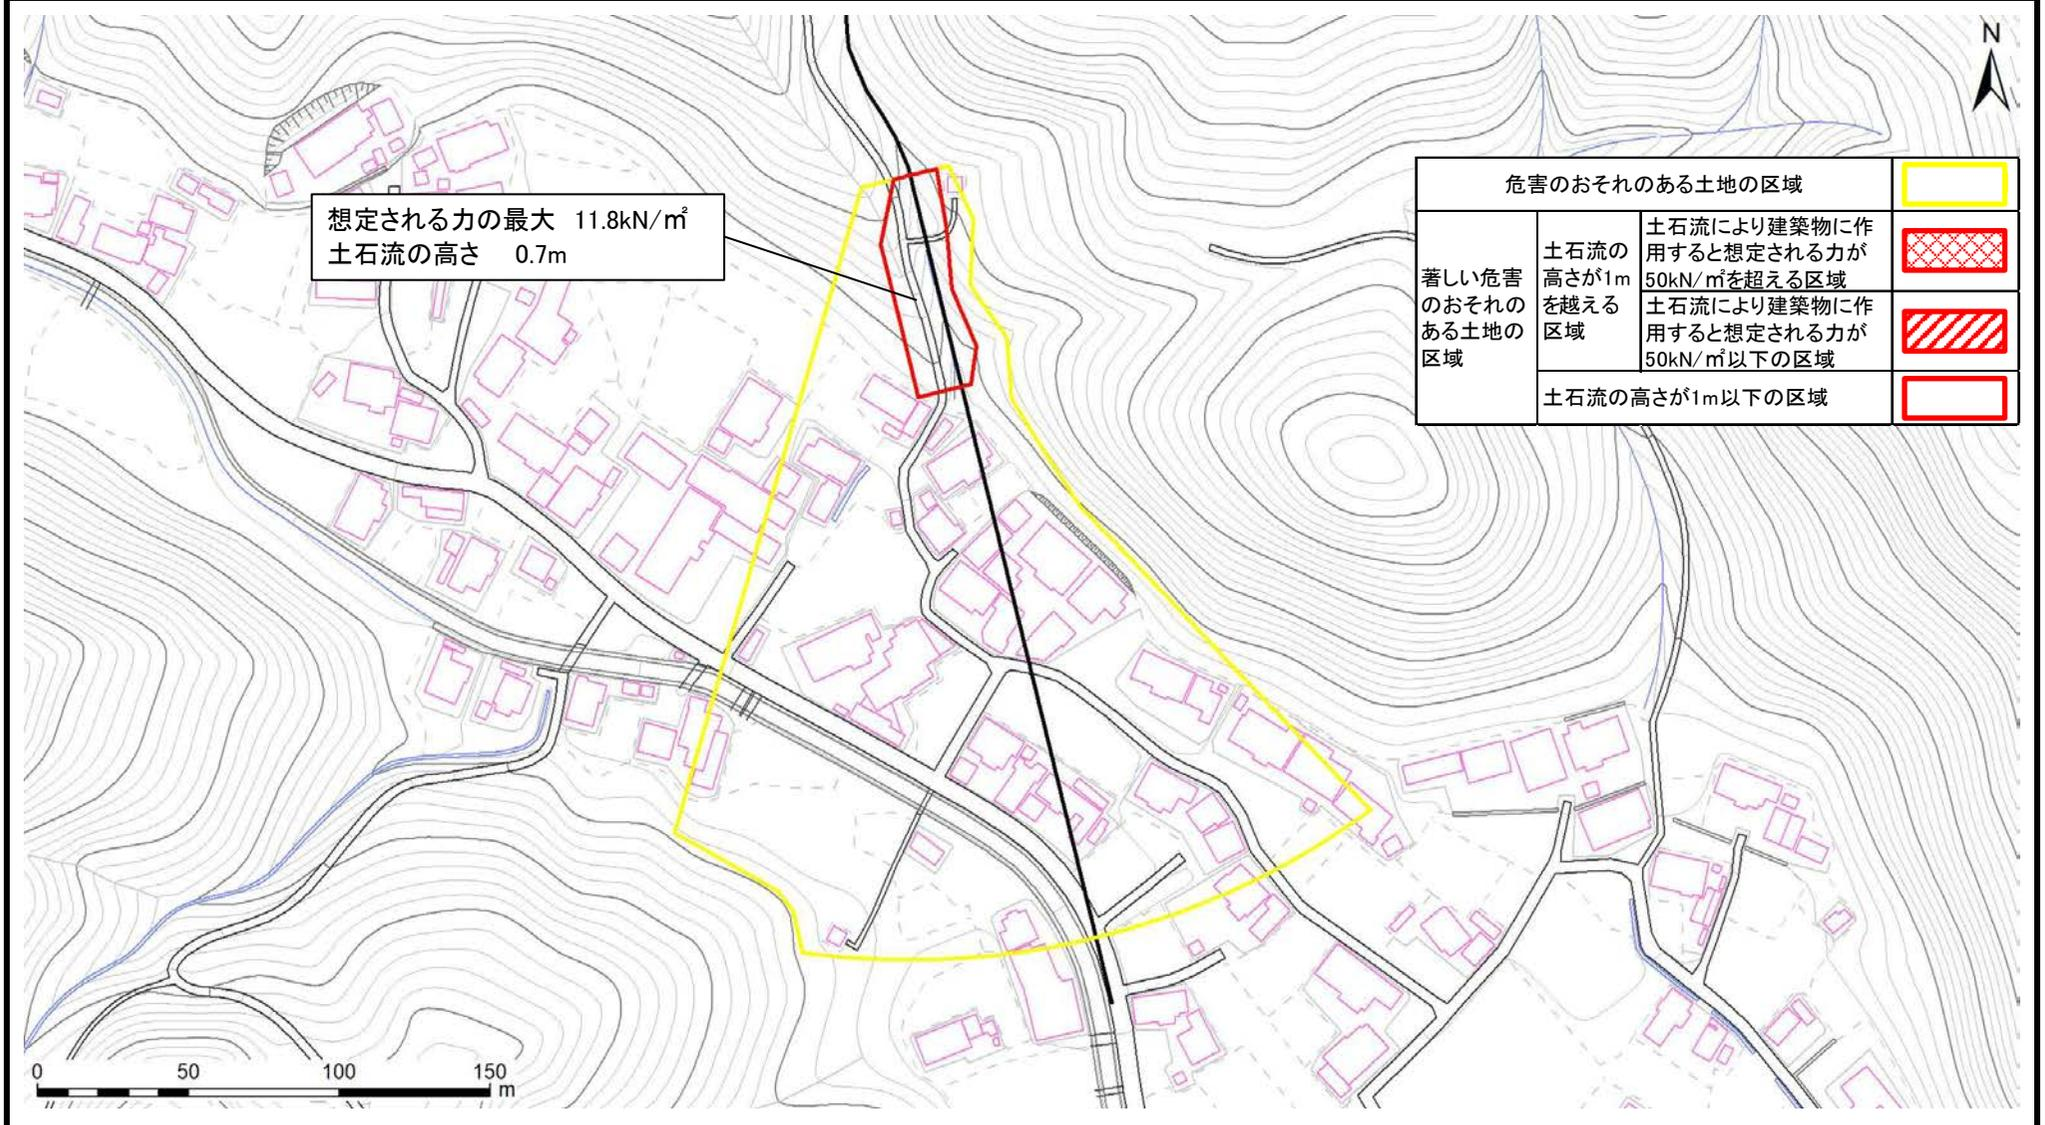 N
危害のおそれのある土地の区域
著しい危害
のおそれの
ある土地の
区域
土石流の
高さが1m
を越える
区域
土石流により建築物に作
用すると想定される力が
50kN/㎡を超える区域
土石流により建築物に作
用すると想定される力が
50kN/㎡以下の区域
土石流の高さが1m以下の区域
想定される力の最大 11.8kN/㎡
土石流の高さ 0.7m
0 50 100 150
m